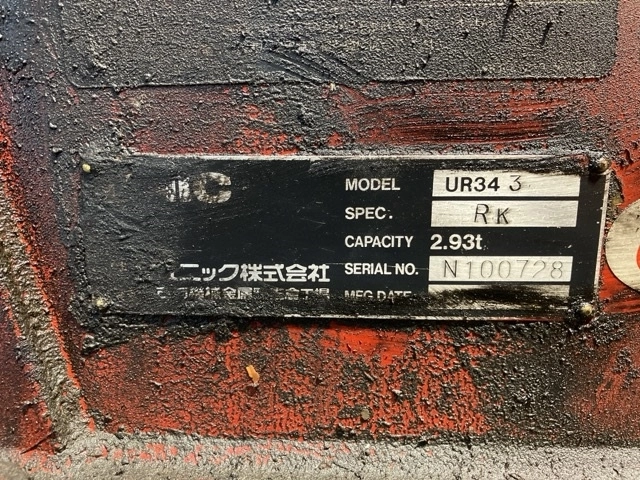 MODEL UR34 3
SPEC. RK
CAPACITY 2.93t
ニック株式会社
SERIAL NO. N100728
MFG DATE